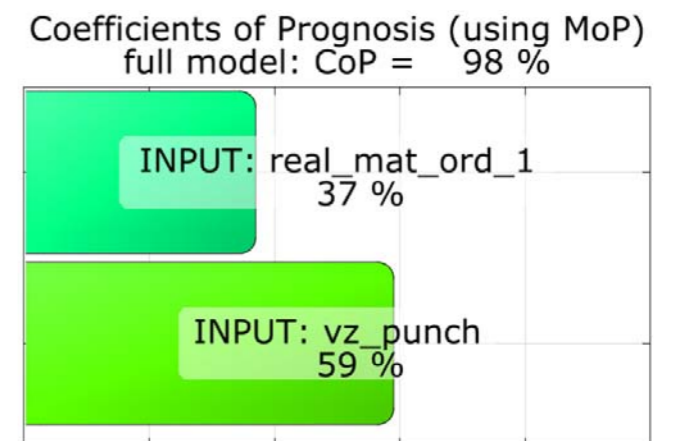 Coefficients of Prognosis (using MoP)
full model: CoP = 98 %
INPUT: real_mat_ord_1
37 %
INPUT: vz_punch
59 %